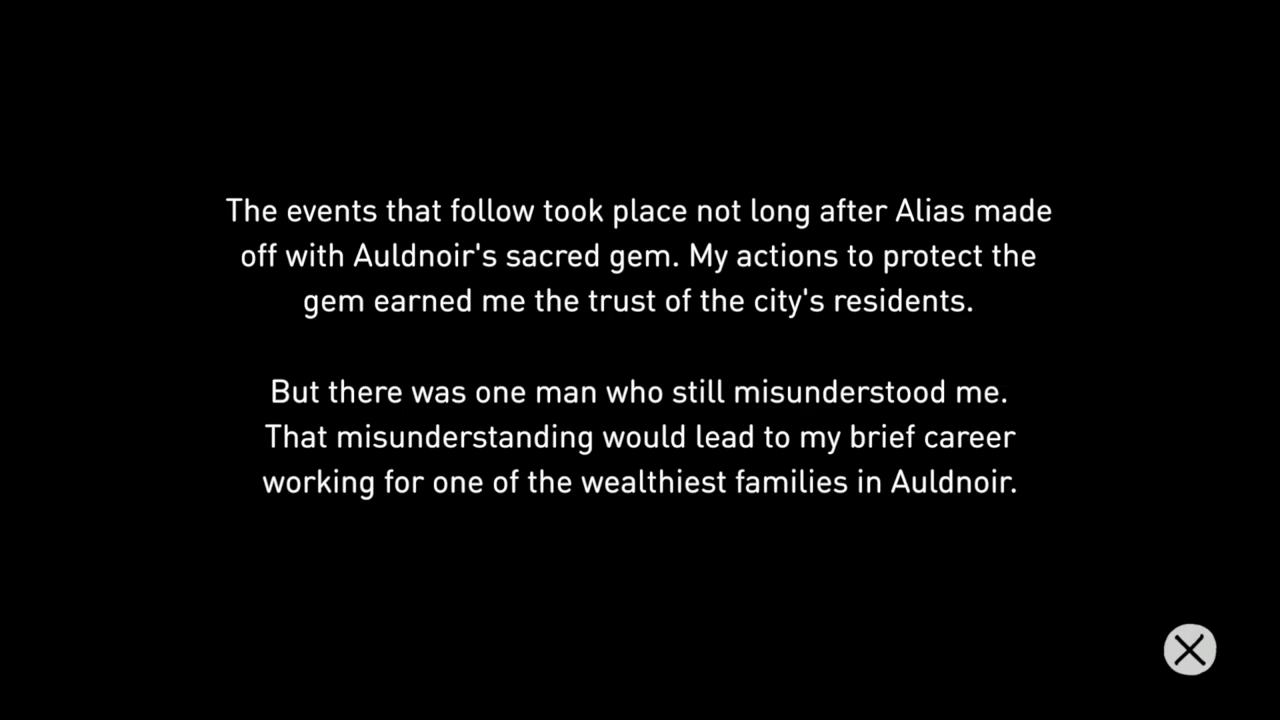 The events that follow took place not long after Alias made
off with Auldnoir's sacred gem. My actions to protect the
gem earned me the trust of the city's residents.
But there was one man who still misunderstood me.
That misunderstanding would lead to my brief career
working for one of the wealthiest families in Auldnoir.